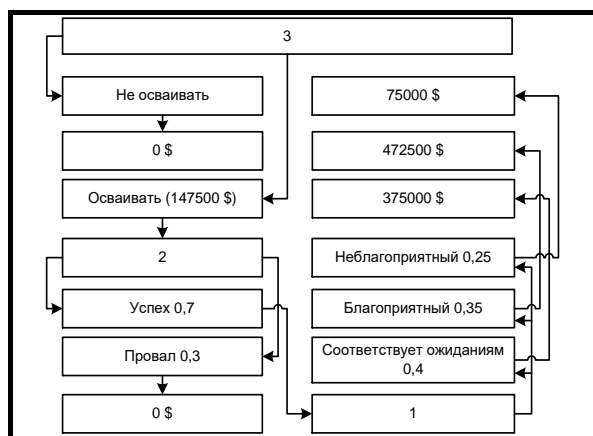 3
Не осваивать
75000 $
0 $
472500 $
Осваивать (147500 $)
375000 $
2
Неблагоприятный 0,25
Успех 0,7
Благоприятный 0,35
Провал 0,3
Соответствует ожиданиям
0,4
0 $
1